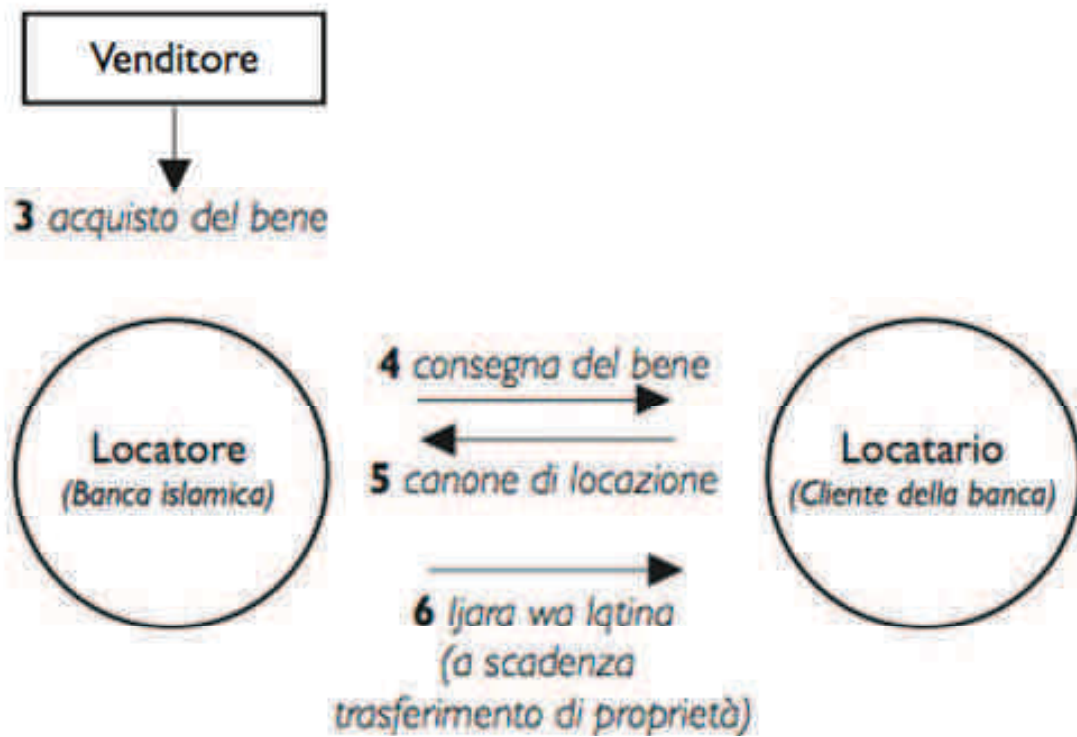 Venditore
3 acquisto del bene
4 consegna del bene
Locatore
(Banca islamica)
5 canone di locazione
Locatario
(Cliente della banca)
6 Ijara wa Iqtina
(a scadenza
trasferimento di proprietà)